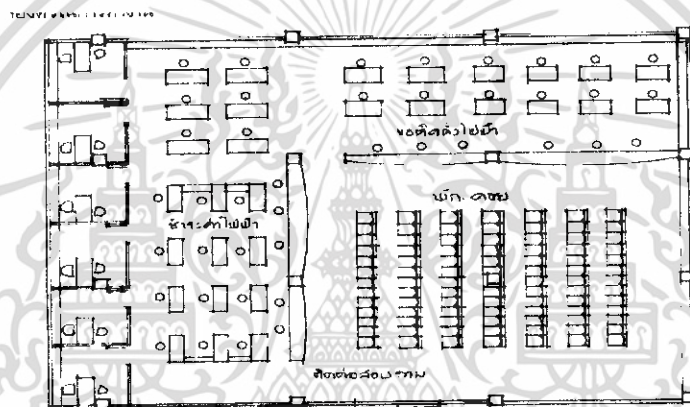 ขอติดตั้งไฟฟ้า
พัก คอย
ชำระค่าไฟฟ้า
ติดต่อสอบถาม